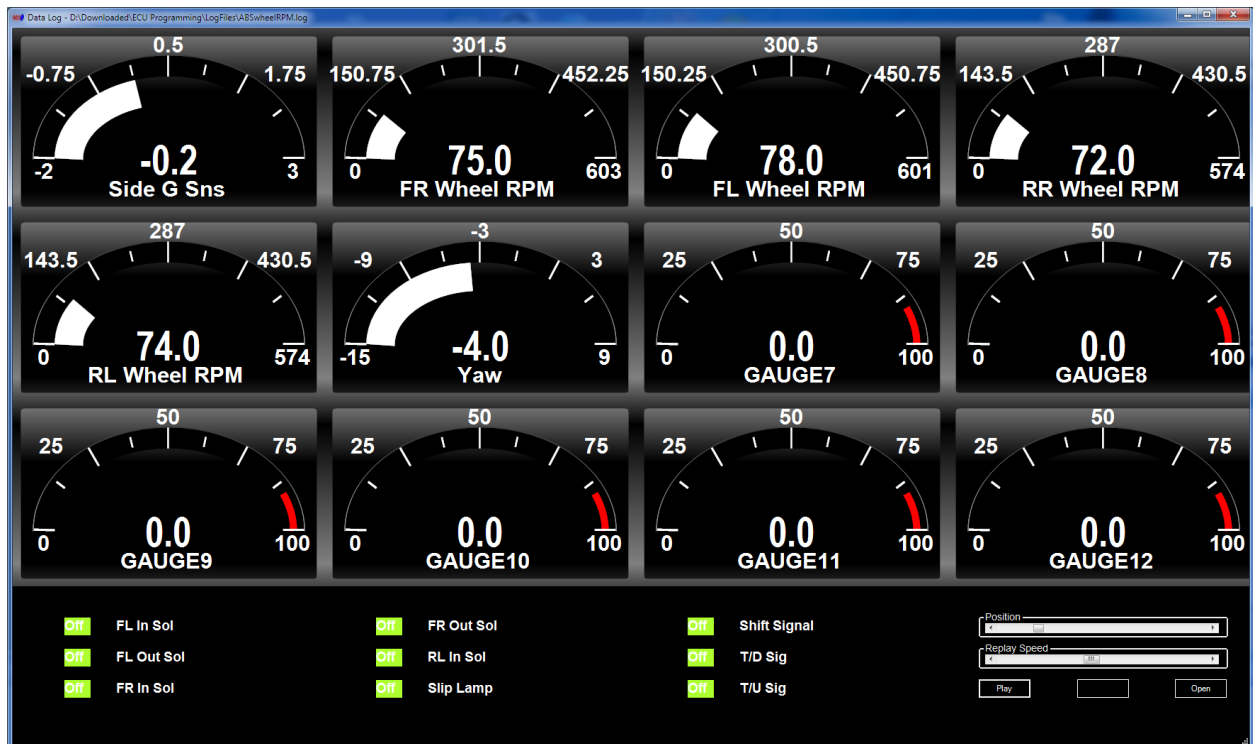 Data Log - D:\Downloaded\ECU Programming\LogFiles\ABSwheelRPM.log
0.5
-0.75 1.75
-0.2
-2 3
Side G Sns
301.5
150.75 452.25
75.0
0 603
FR Wheel RPM
300.5
150.25 450.75
78.0
0 601
FL Wheel RPM
287
143.5 430.5
72.0
0 574
RR Wheel RPM
287
143.5 430.5
74.0
0 574
RL Wheel RPM
-3
-9 3
-4.0
-15 9
Yaw
50
25 75
0.0
0 100
GAUGE7
50
25 75
0.0
0 100
GAUGE8
50
25 75
0.0
0 100
GAUGE9
50
25 75
0.0
0 100
GAUGE10
50
25 75
0.0
0 100
GAUGE11
50
25 75
0.0
0 100
GAUGE12
Off FL In Sol
Off FL Out Sol
Off FR In Sol
Off FR Out Sol
Off RL In Sol
Off Slip Lamp
Off Shift Signal
Off T/D Sig
Off T/U Sig
Position
Replay Speed
Play Open